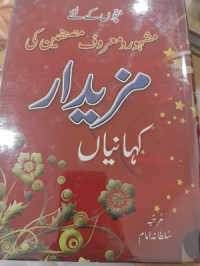 بچوں کے لئے
مشہور و معروف مصنفین کی
مزیدار
کہانیاں
مرتبہ
سلطانہ امام